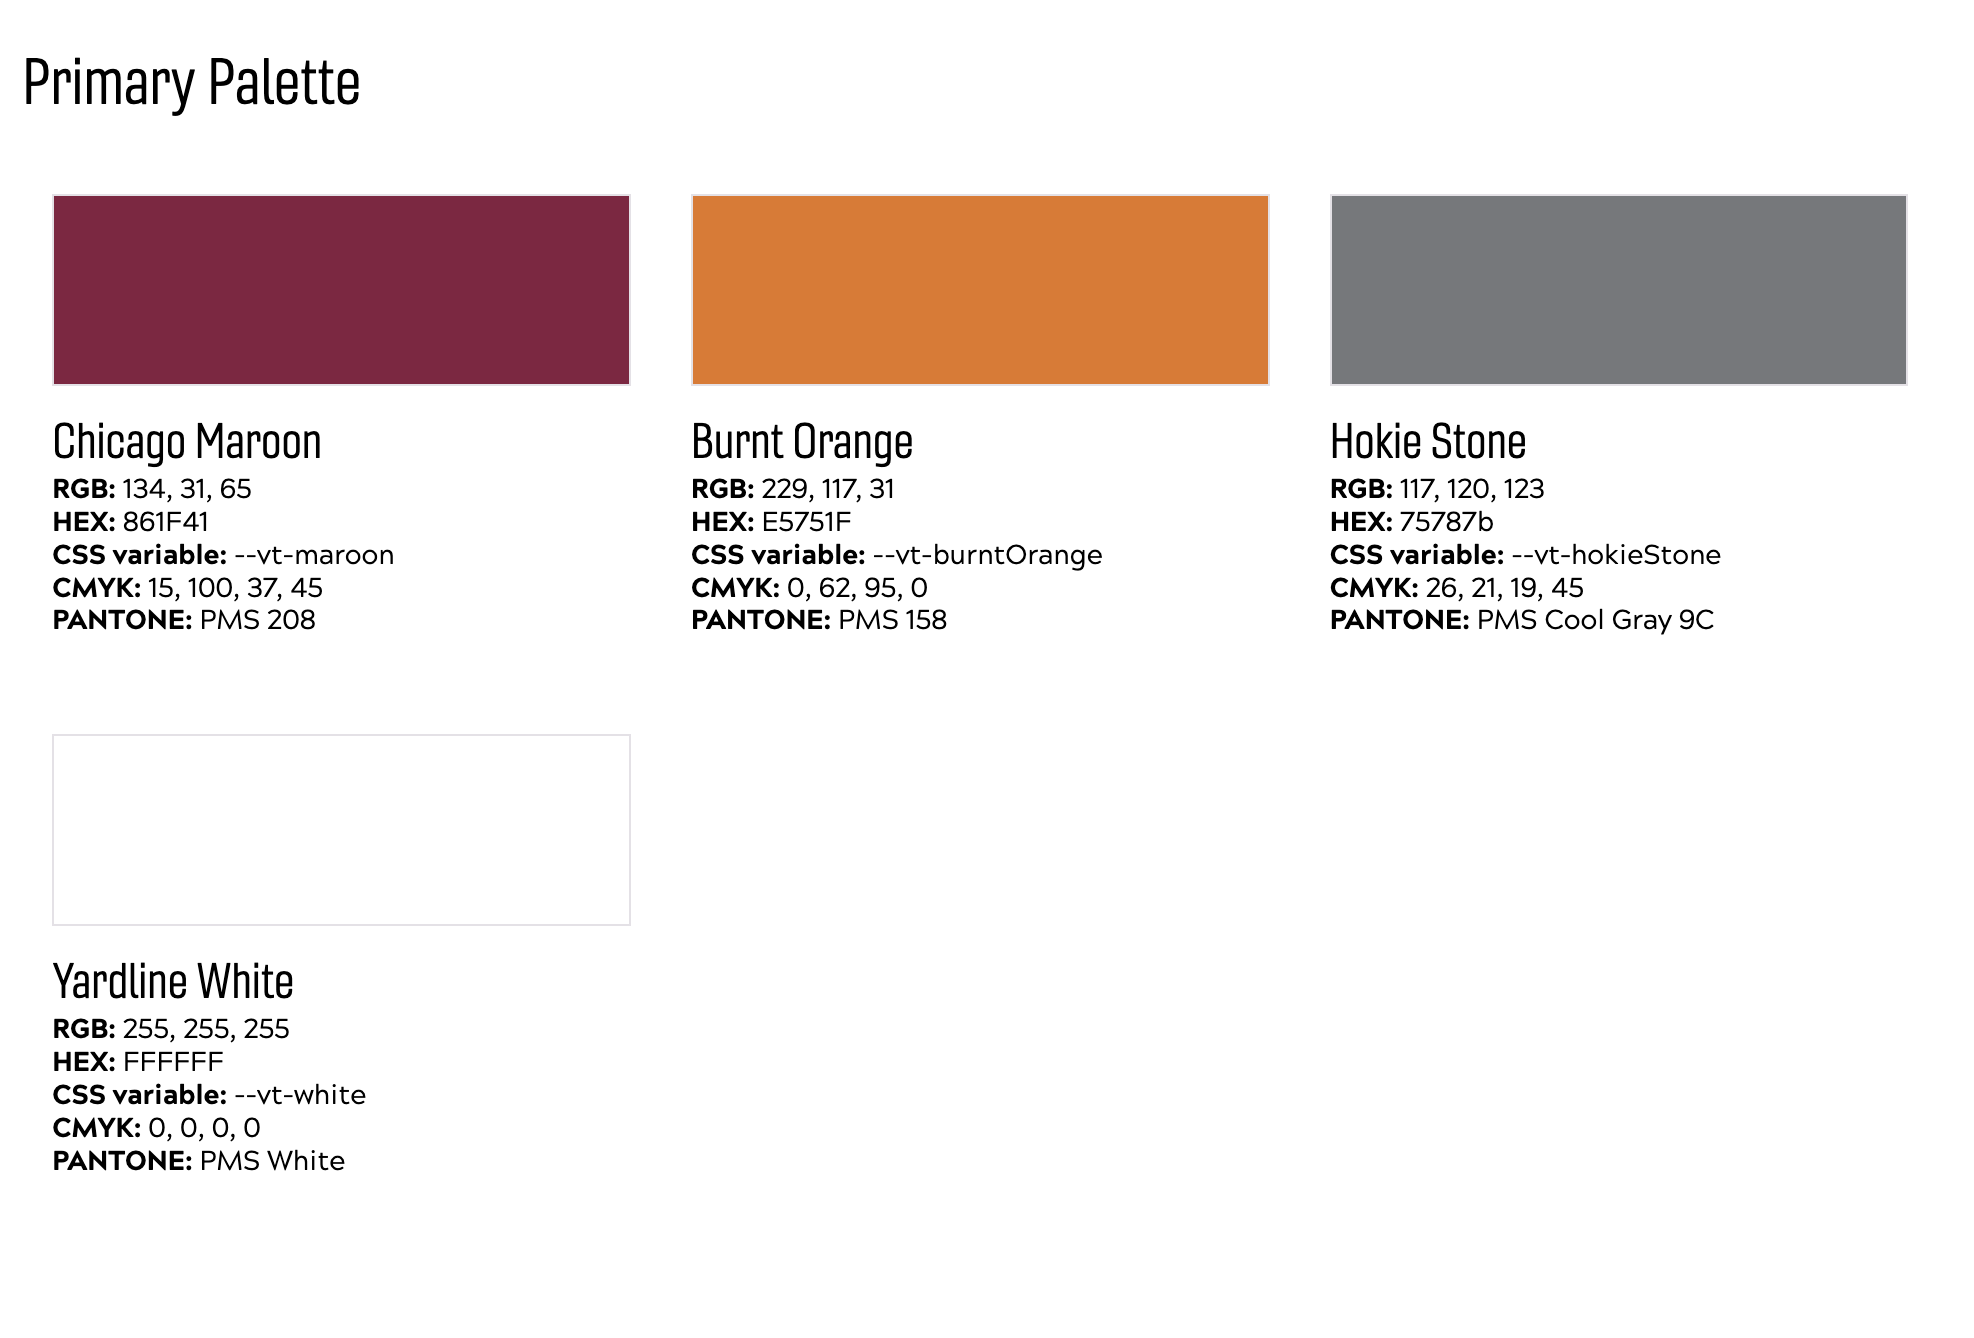 Primary Palette
Chicago Maroon
RGB: 134, 31, 65
HEX: 861F41
CSS variable: --vt-maroon
CMYK: 15, 100, 37, 45
PANTONE: PMS 208
Burnt Orange
RGB: 229, 117, 31
HEX: E5751F
CSS variable: --vt-burntOrange
CMYK: 0, 62, 95, 0
PANTONE: PMS 158
Hokie Stone
RGB: 117, 120, 123
HEX: 75787b
CSS variable: --vt-hokieStone
CMYK: 26, 21, 19, 45
PANTONE: PMS Cool Gray 9C
Yardline White
RGB: 255, 255, 255
HEX: FFFFFF
CSS variable: --vt-white
CMYK: 0, 0, 0, 0
PANTONE: PMS White